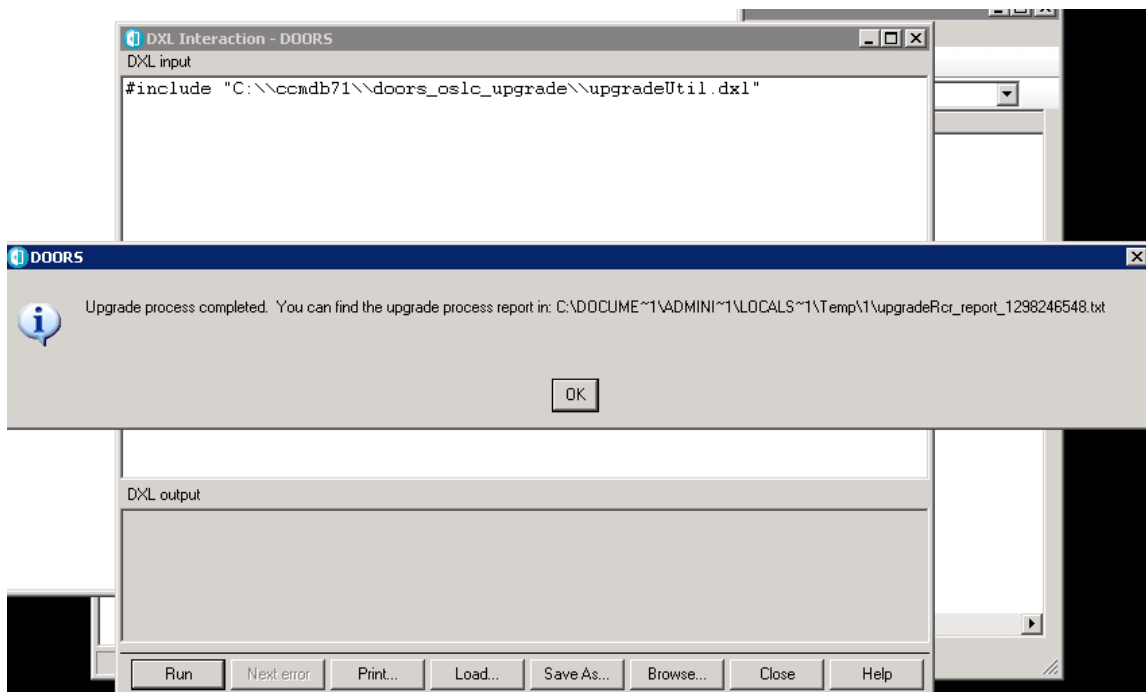 DXL Interaction - DOORS
DXL input
#include "C:\\ccmdb71\\doors_oslc_upgrade\\upgradeUtil.dxl"
DOORS
Upgrade process completed. You can find the upgrade process report in: C:\DOCUME~1\ADMINI~1\LOCALS~1\Temp\1\upgradeRcr_report_1298246548.txt
OK
DXL output
Run Next error Print... Load... Save As... Browse... Close Help